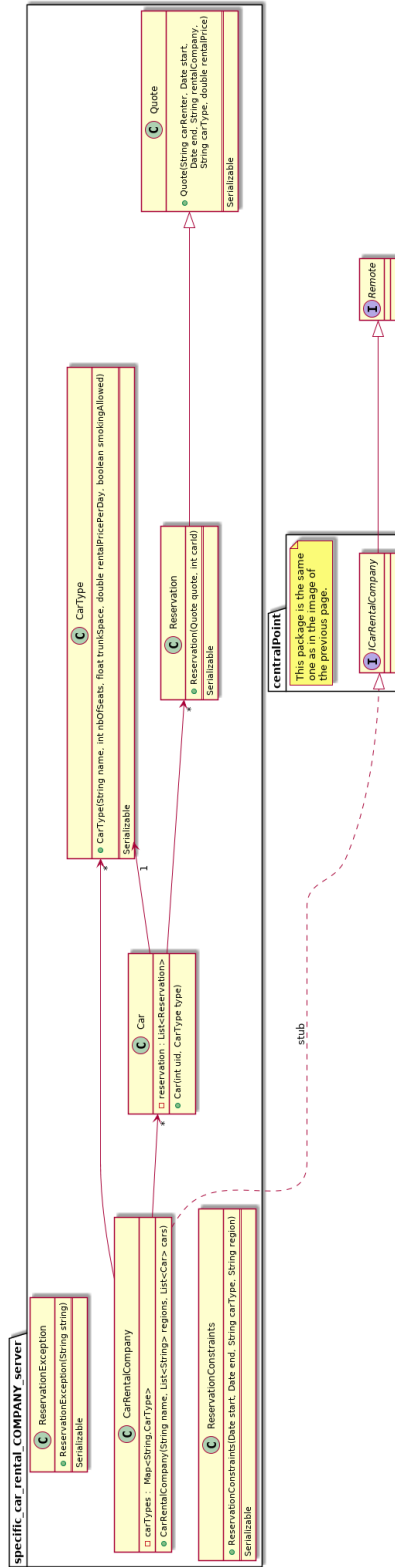 specific_car_rental_COMPANY_server
C ReservationException
ReservationException(String string)
Serializable
C CarRentalCompany
carTypes : Map<String,CarType>
CarRentalCompany(String name, List<String> regions, List<Car> cars)
C ReservationConstraints
ReservationConstraints(Date start, Date end, String carType, String region)
Serializable
C Car
reservation : List<Reservation>
Car(int uid, CarType type)
C CarType
CarType(String name, int nbOfSeats, float trunkSpace, double rentalPricePerDay, boolean smokingAllowed)
Serializable
C Reservation
Reservation(Quote quote, int carId)
Serializable
C Quote
Quote(String carRenter, Date start,
Date end, String rentalCompany,
String carType, double rentalPrice)
Serializable
*
*
1
*
stub
centralPoint
This package is the same
one as in the image of
the previous page.
I ICarRentalCompany
I Remote